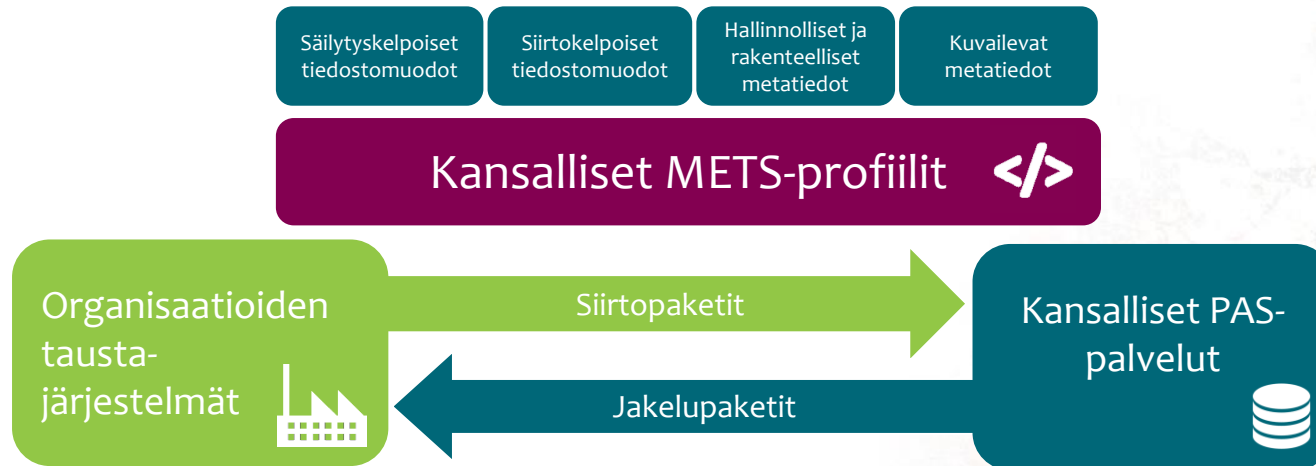 Säilytyskelpoiset
tiedostomuodot
Siirtokelpoiset
tiedostomuodot
Hallinnolliset ja
rakenteelliset
metatiedot
Kuvailevat
metatiedot
Kansalliset METS-profiilit </>
Organisaatioiden
tausta-
järjestelmät
Siirtopaketit
Jakelupaketit
Kansalliset PAS-
palvelut